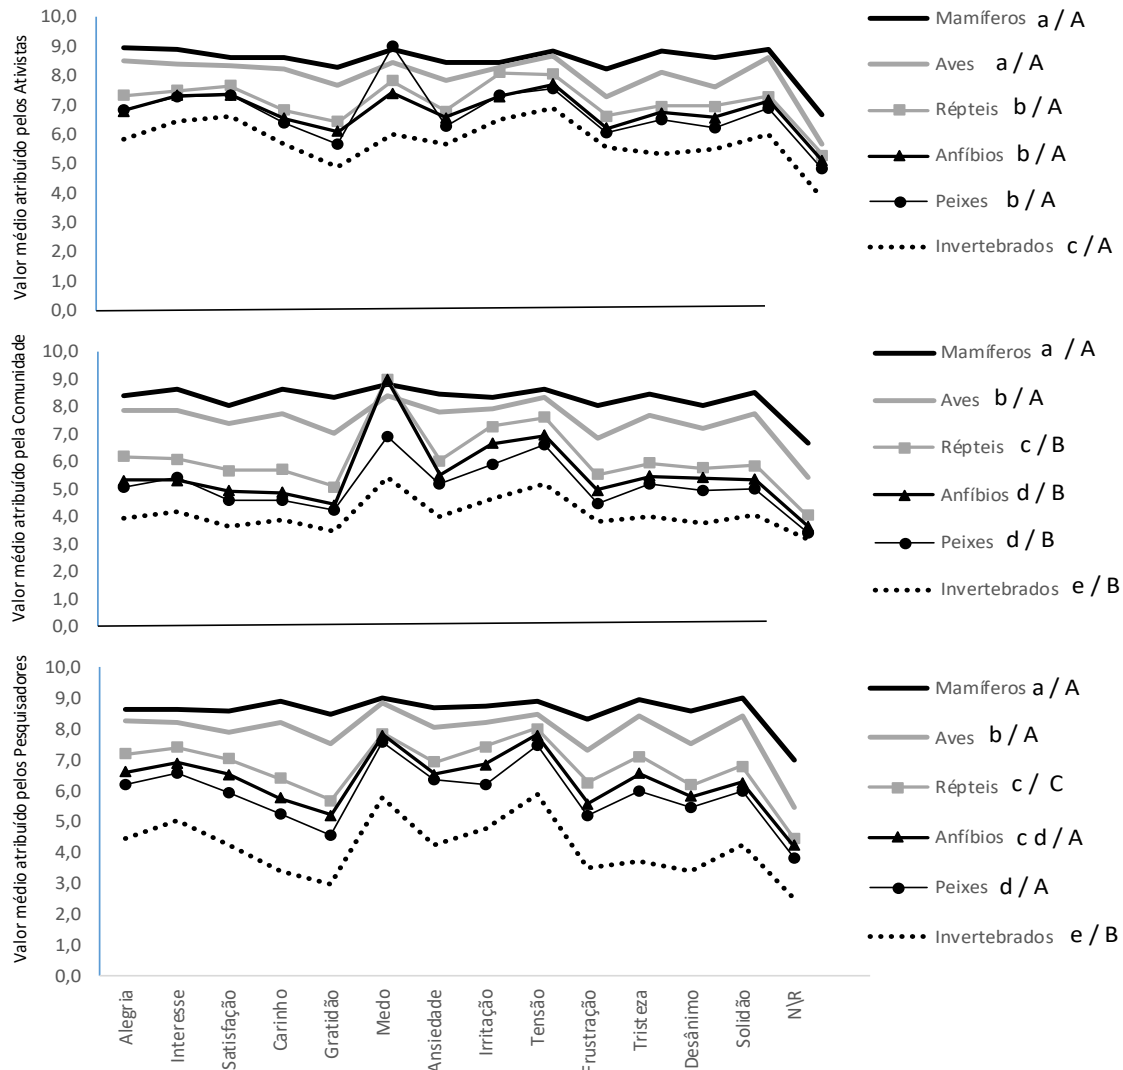 Valor médio atribuído pelos Ativistas
10,0
9,0
8,0
7,0
6,0
5,0
4,0
3,0
2,0
1,0
0,0
Mamíferos a / A
Aves a / A
Répteis b / A
Anfíbios b / A
Peixes b / A
Invertebrados c / A
Valor médio atribuído pela Comunidade
10,0
9,0
8,0
7,0
6,0
5,0
4,0
3,0
2,0
1,0
0,0
Mamíferos a / A
Aves b / A
Répteis c / B
Anfíbios d / B
Peixes d / B
Invertebrados e / B
Valor médio atribuído pelos Pesquisadores
10,0
9,0
8,0
7,0
6,0
5,0
4,0
3,0
2,0
1,0
0,0
Mamíferos a / A
Aves b / A
Répteis c / C
Anfíbios c d / A
Peixes d / A
Invertebrados e / B
Alegria
Interesse
Satisfação
Carinho
Gratidão
Medo
Ansiedade
Irritação
Tensão
Frustração
Tristeza
Desânimo
Solidão
N\R